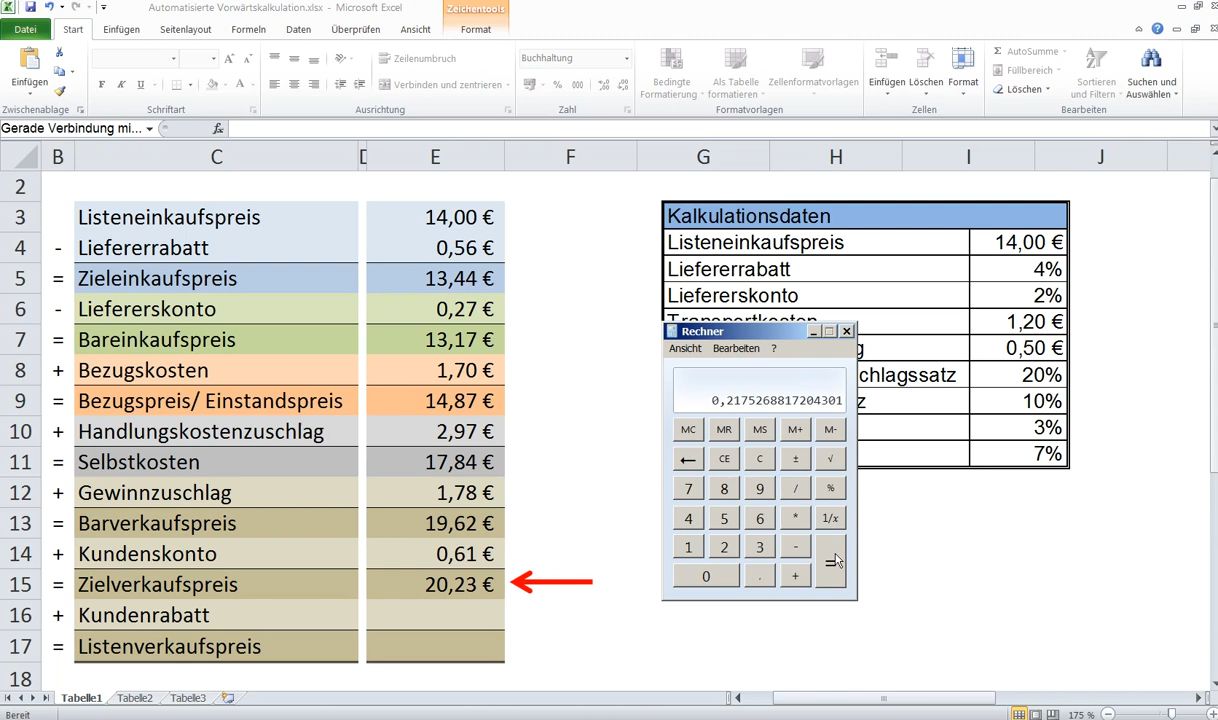 Automatisierte Vorwärtskalkulation.xlsx - Microsoft Excel
Zeichentools
Datei Start Einfügen Seitenlayout Formeln Daten Überprüfen Ansicht Format
Einfügen
Zwischenablage
F K U
Schriftart
Zeilenumbruch
Verbinden und zentrieren
Ausrichtung
Buchhaltung
% 000
Zahl
Bedingte Formatierung
Als Tabelle formatieren
Zellenformatvorlagen
Formatvorlagen
Einfügen Löschen Format
Zellen
Σ AutoSumme
Füllbereich
Löschen
Sortieren und Filtern
Suchen und Auswählen
Bearbeiten
Gerade Verbindung mi...
fx
B C D E F G H I J
2
3 Listeneinkaufspreis 14,00 €
4 - Liefererrabatt 0,56 €
5 = Zieleinkaufspreis 13,44 €
6 - Liefererskonto 0,27 €
7 = Bareinkaufspreis 13,17 €
8 + Bezugskosten 1,70 €
9 = Bezugspreis/ Einstandspreis 14,87 €
10 + Handlungskostenzuschlag 2,97 €
11 = Selbstkosten 17,84 €
12 + Gewinnzuschlag 1,78 €
13 = Barverkaufspreis 19,62 €
14 + Kundenskonto 0,61 €
15 = Zielverkaufspreis 20,23 €
16 + Kundenrabatt
17 = Listenverkaufspreis
18
Kalkulationsdaten
Listeneinkaufspreis 14,00 €
Liefererrabatt 4%
Liefererskonto 2%
1,20 €
g 0,50 €
chlagssatz 20%
z 10%
3%
7%
Rechner
Ansicht Bearbeiten ?
0,2175268817204301
MC MR MS M+ M-
← CE C ± √
7 8 9 / %
4 5 6 * 1/x
1 2 3 - =
0 . +
Tabelle1 Tabelle2 Tabelle3
Bereit
175 %